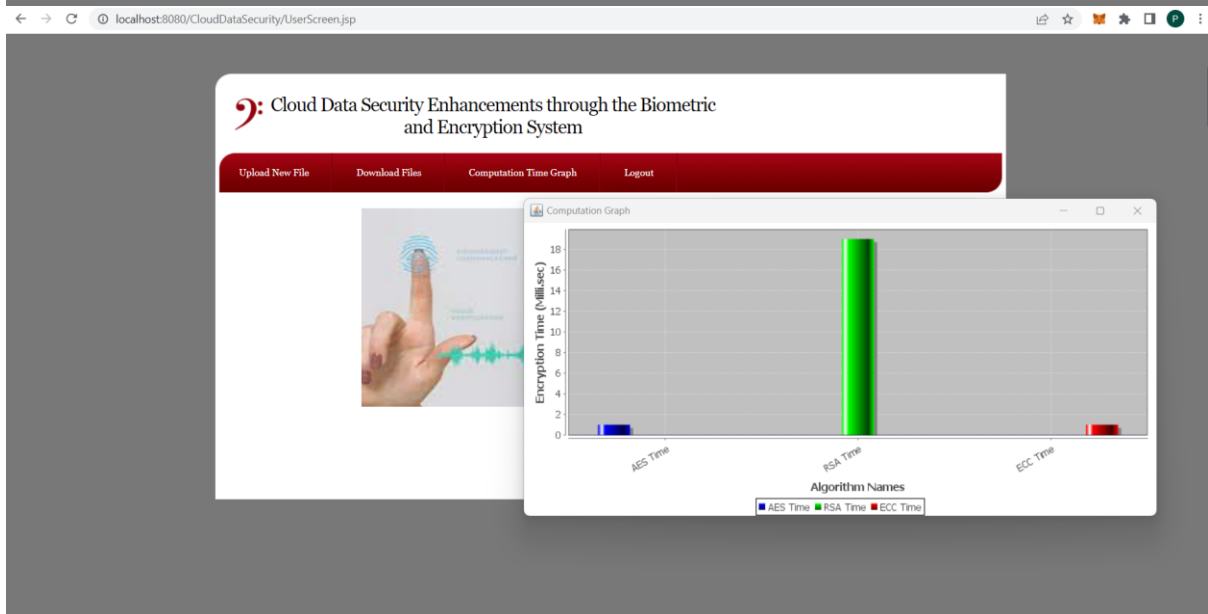 localhost:8080/CloudDataSecurity/UserScreen.jsp
P
Cloud Data Security Enhancements through the Biometric
and Encryption System
Upload New File Download Files Computation Time Graph Logout
Computation Graph
Encryption Time (Milli.sec)
18
16
14
12
10
8
6
4
2
0
AES Time RSA Time ECC Time
Algorithm Names
AES Time RSA Time ECC Time